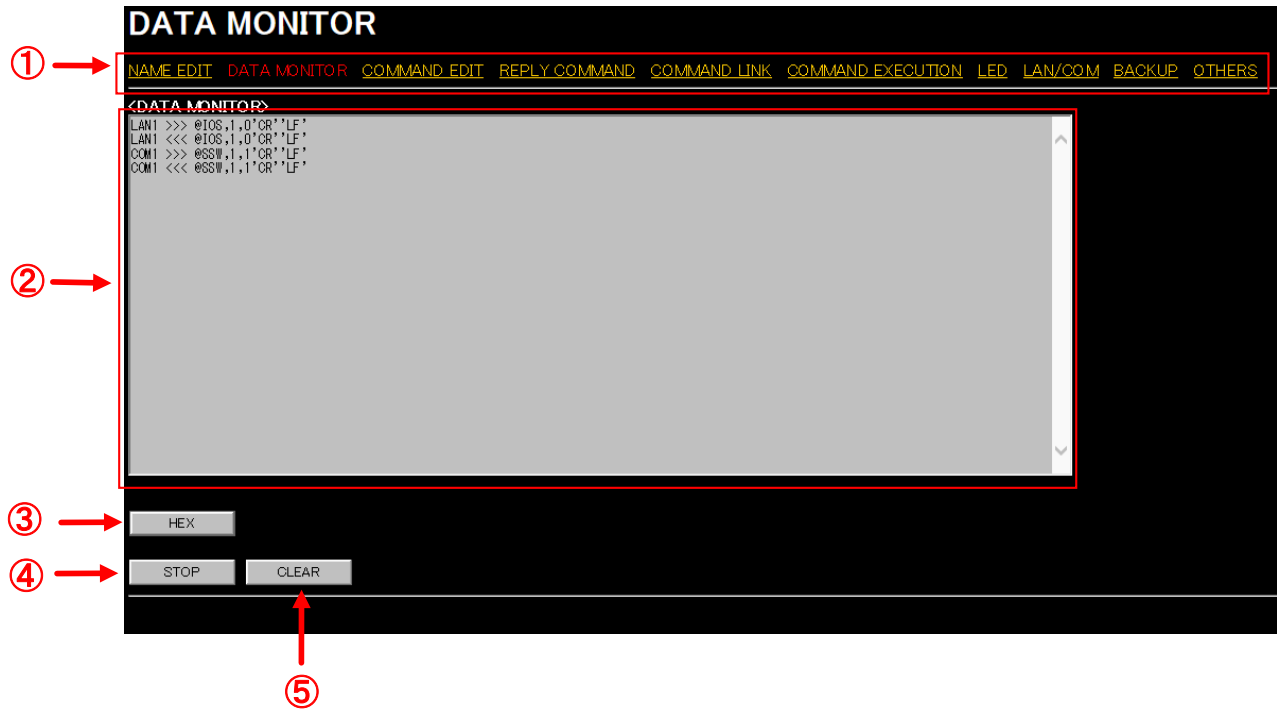 DATA MONITOR
①
NAME EDIT DATA MONITOR COMMAND EDIT REPLY COMMAND COMMAND LINK COMMAND EXECUTION LED LAN/COM BACKUP OTHERS
<DATA MONITOR>
LAN1 >>> @IOS,1,0'CR''LF'
LAN1 <<< @IOS,1,0'CR''LF'
COM1 >>> @SSW,1,1'CR''LF'
COM1 <<< @SSW,1,1'CR''LF'
②
③
HEX
④
STOP CLEAR
⑤